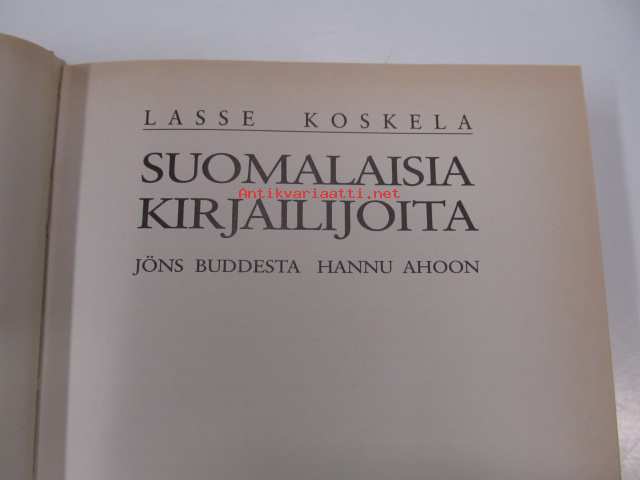 LASSE KOSKELA
SUOMALAISIA
Antikvariaatti.net
KIRJAILIJOITA
JÖNS BUDDESTA HANNU AHOON